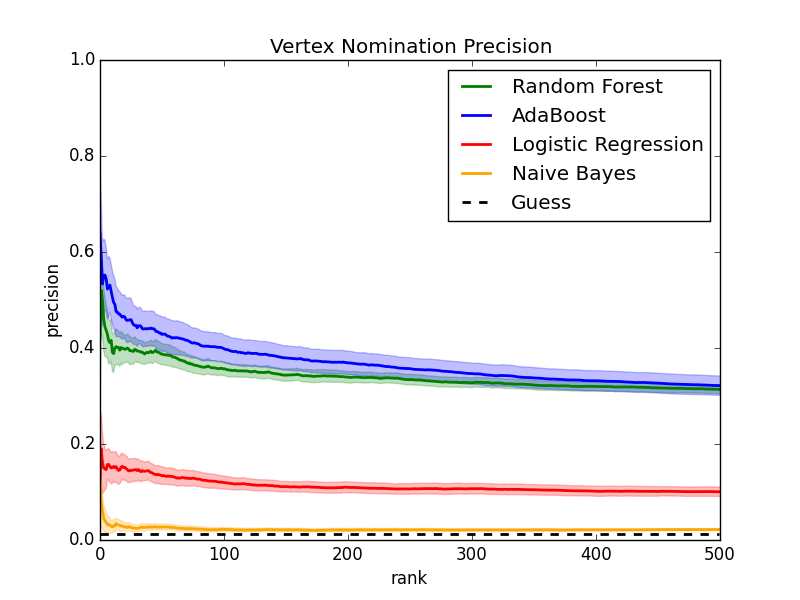 Vertex Nomination Precision
1.0
0.8
0.6
0.4
0.2
0.0
precision
Random Forest
AdaBoost
Logistic Regression
Naive Bayes
Guess
0 100 200 300 400 500
rank